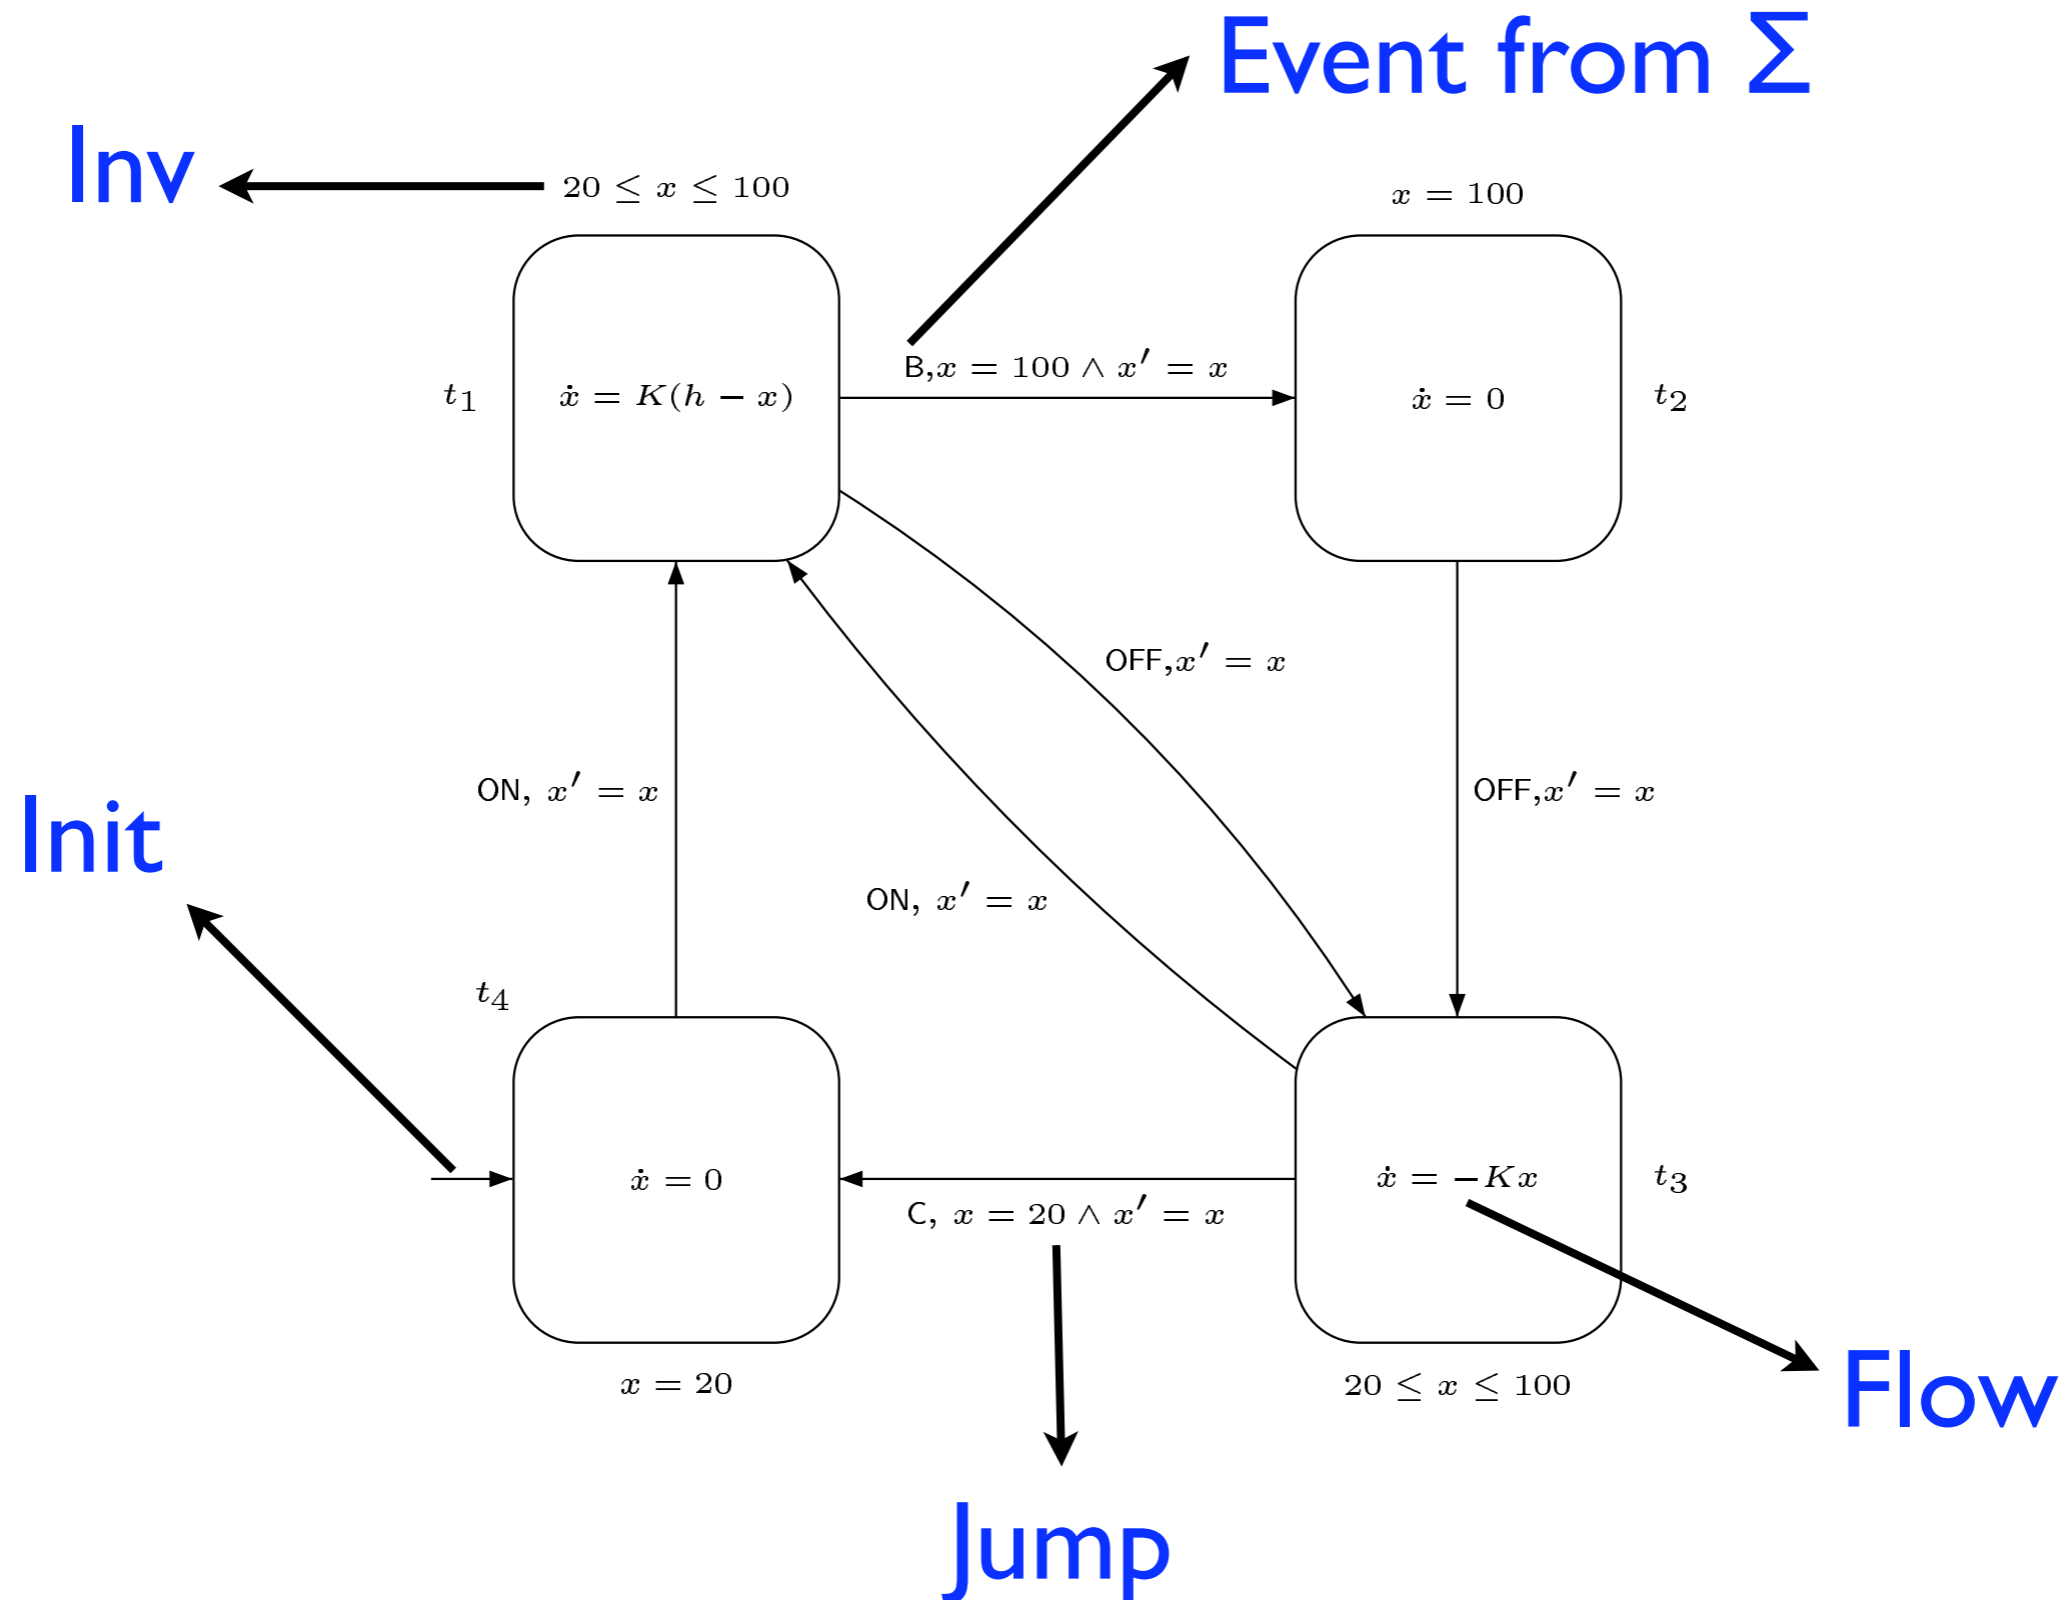 Event from Σ
Inv
20 ≤ x ≤ 100
x = 100
B,x = 100 ∧ x′ = x
t₁
ẋ = K(h − x)
ẋ = 0
t₂
OFF,x′ = x
ON, x′ = x
OFF,x′ = x
Init
ON, x′ = x
t₄
ẋ = 0
ẋ = −Kx
t₃
C, x = 20 ∧ x′ = x
x = 20
20 ≤ x ≤ 100
Flow
Jump